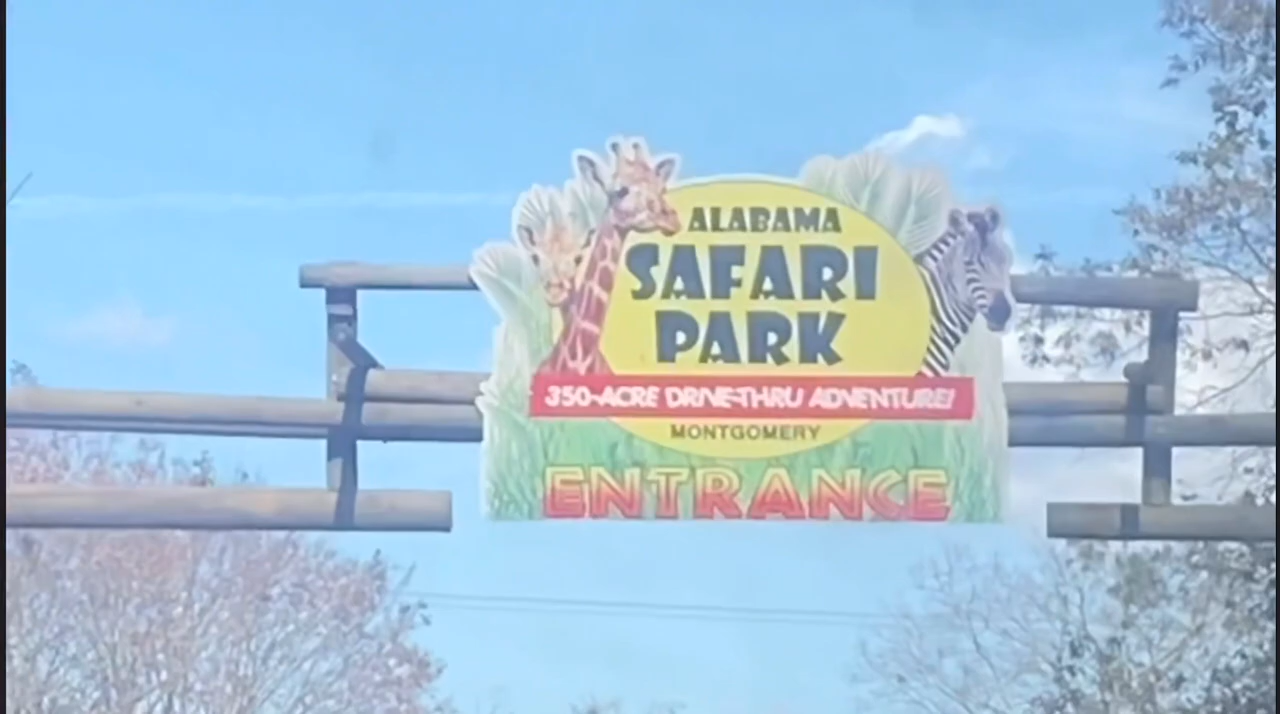 ALABAMA
SAFARI
PARK
350-ACRE DRIVE-THRU ADVENTURE!
MONTGOMERY
ENTRANCE